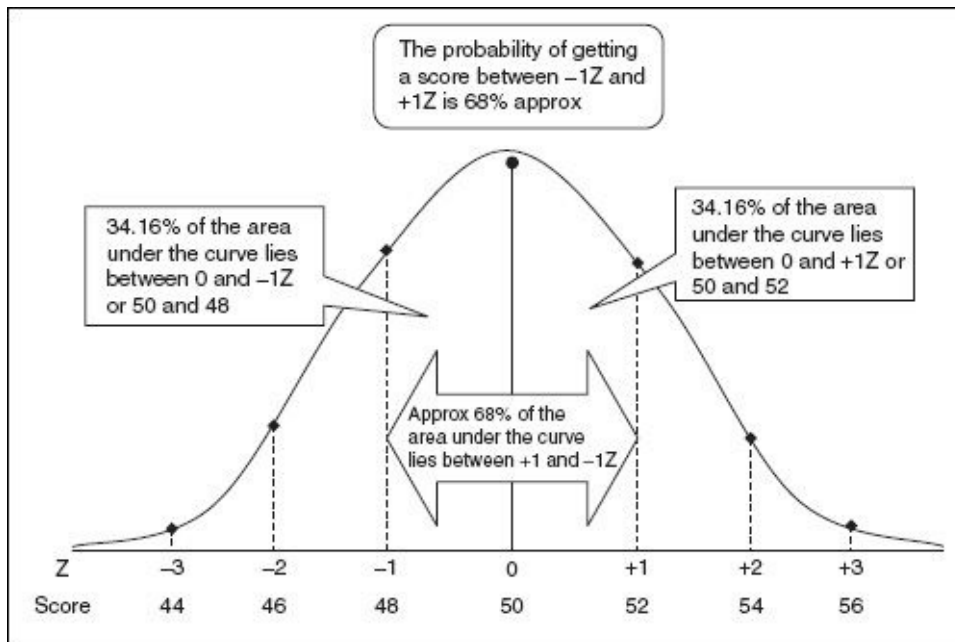 The probability of getting
a score between –1Z and
+1Z is 68% approx
34.16% of the area
under the curve lies
between 0 and –1Z
or 50 and 48
34.16% of the area
under the curve lies
between 0 and +1Z or
50 and 52
Approx 68% of the
area under the curve
lies between +1 and –1Z
Z –3 –2 –1 0 +1 +2 +3
Score 44 46 48 50 52 54 56